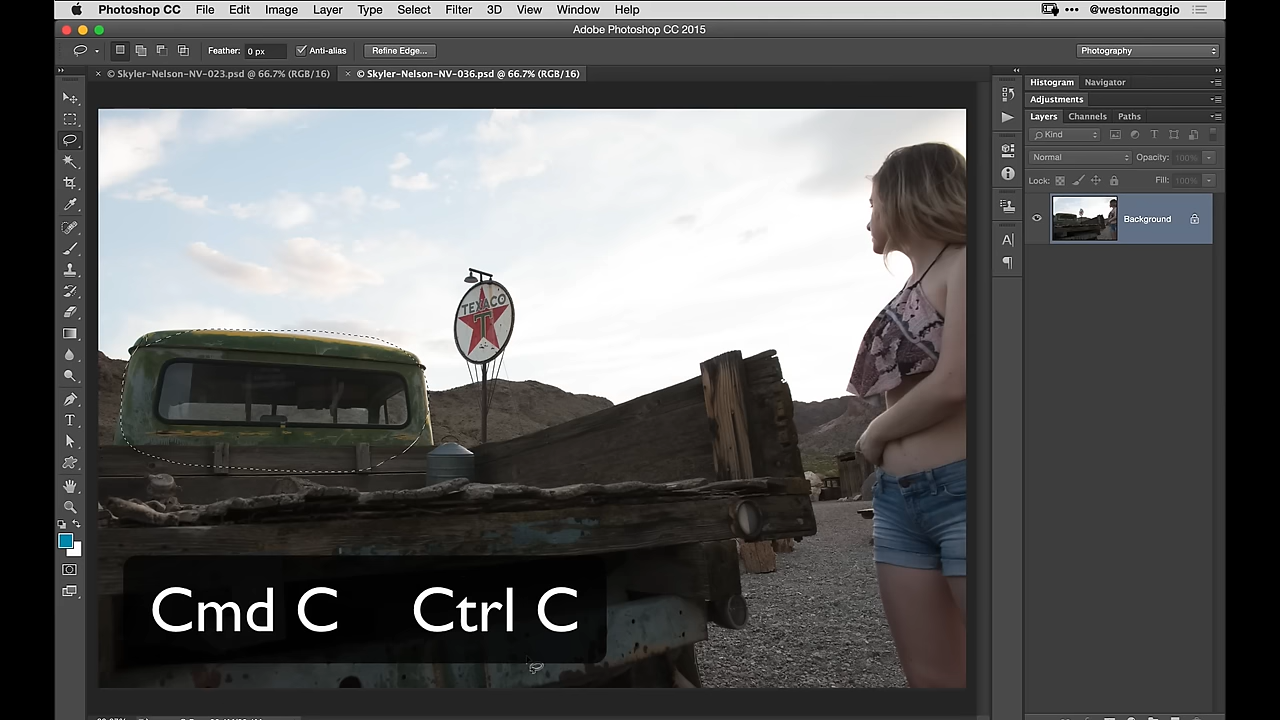 Photoshop CC File Edit Image Layer Type Select Filter 3D View Window Help @westonmaggio
Adobe Photoshop CC 2015
Feather: 0 px Anti-alias Refine Edge... Photography
× © Skyler-Nelson-NV-023.psd @ 66.7% (RGB/16) × © Skyler-Nelson-NV-036.psd @ 66.7% (RGB/16)
Histogram Navigator
Adjustments
Layers Channels Paths
Kind
Normal Opacity: 100%
Lock: Fill: 100%
Background
TEXACO
T
Cmd C Ctrl C